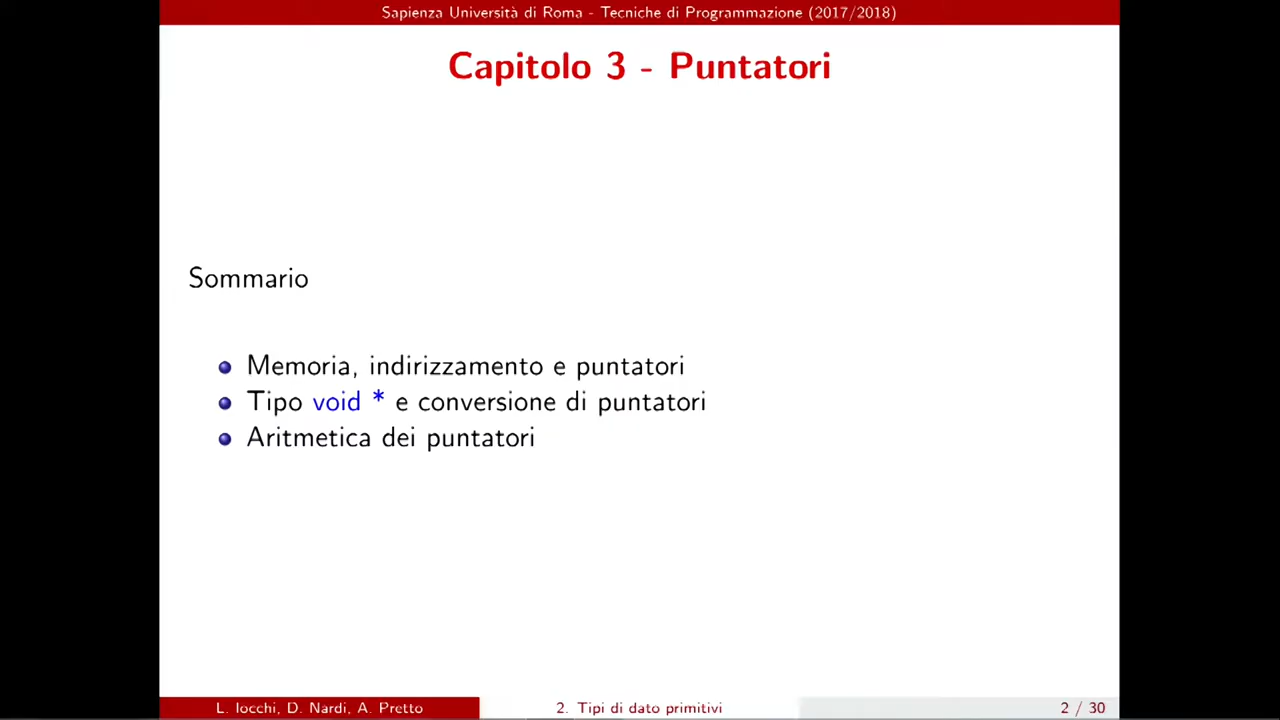 Sapienza Università di Roma - Tecniche di Programmazione (2017/2018)
Capitolo 3 - Puntatori
Sommario
Memoria, indirizzamento e puntatori
Tipo void * e conversione di puntatori
Aritmetica dei puntatori
L. Iocchi, D. Nardi, A. Pretto
2. Tipi di dato primitivi
2 / 30